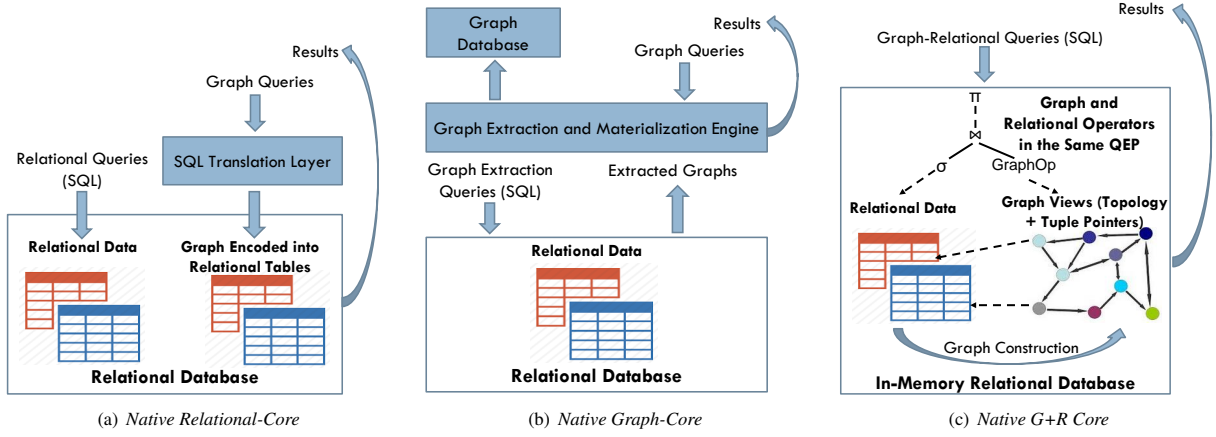 Results
Graph Queries
Relational Queries
(SQL)
SQL Translation Layer
Relational Data
Graph Encoded into
Relational Tables
Relational Database
(a) Native Relational-Core
Graph
Database
Results
Graph Queries
Graph Extraction and Materialization Engine
Graph Extraction
Queries (SQL)
Extracted Graphs
Relational Data
Relational Database
(b) Native Graph-Core
Results
Graph-Relational Queries (SQL)
π
⋈
σ
GraphOp
Graph and
Relational Operators
in the Same QEP
Relational Data
Graph Views (Topology
+ Tuple Pointers)
Graph Construction
In-Memory Relational Database
(c) Native G+R Core